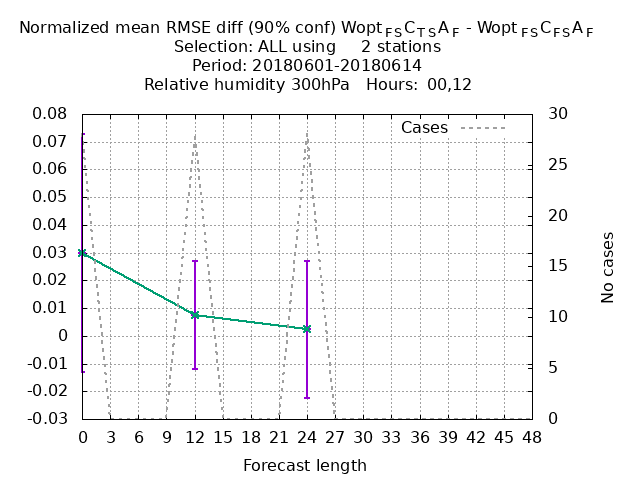 Normalized mean RMSE diff (90% conf) Wopt FS C T S A F - Wopt FS C F S A F
Selection: ALL using 2 stations
Period: 20180601-20180614
Relative humidity 300hPa Hours: 00,12
Cases
0.08
0.07
0.06
0.05
0.04
0.03
0.02
0.01
0
-0.01
-0.02
-0.03
30
25
20
15
10
5
0
No cases
0 3 6 9 12 15 18 21 24 27 30 33 36 39 42 45 48
Forecast length